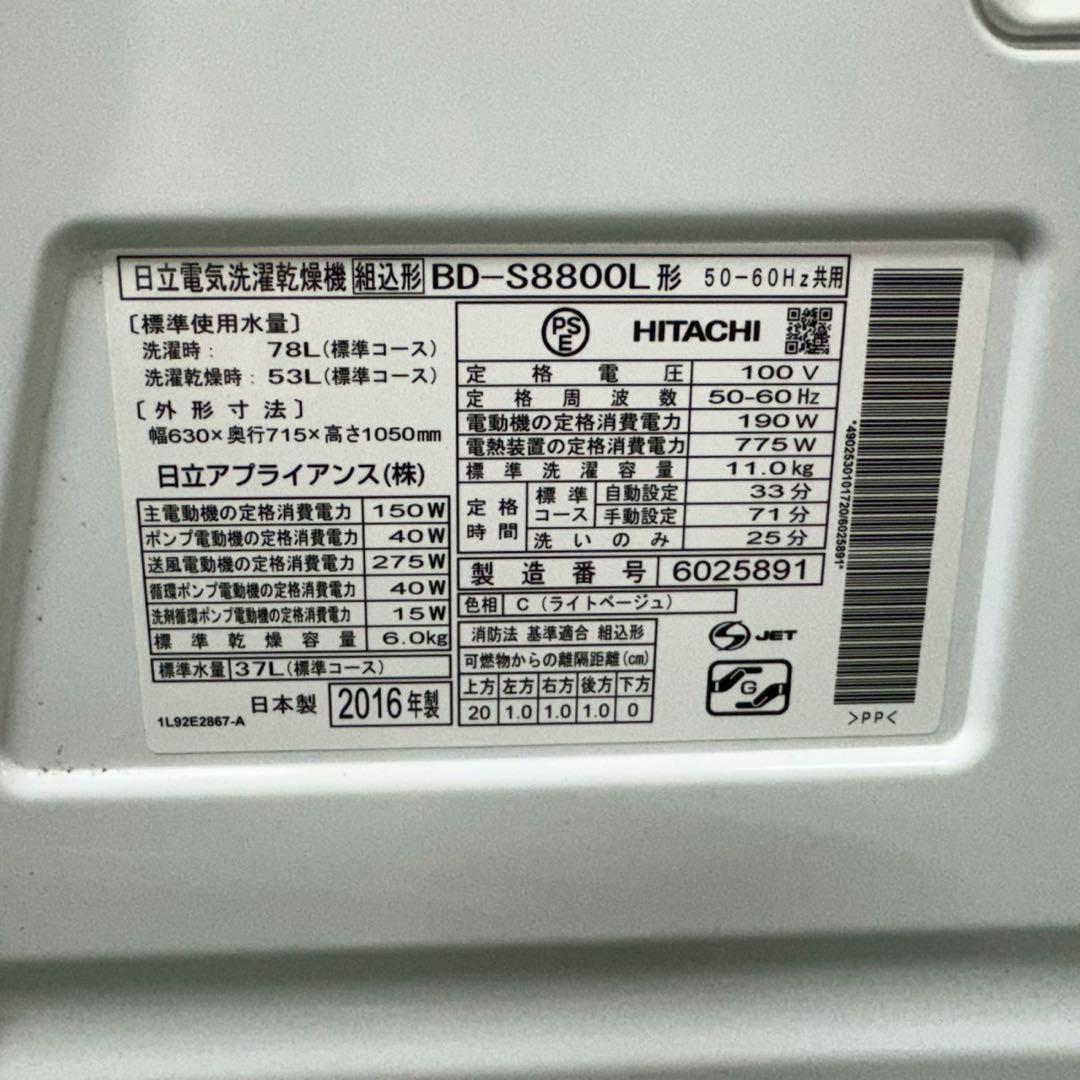 日立電気洗濯乾燥機 組込形 BD-S8800L形 50-60Hz共用
〔標準使用水量〕
洗濯時： 78L(標準コース)
洗濯乾燥時：53L(標準コース)
〔外形寸法〕
幅630×奥行715×高さ1050mm
日立アプライアンス(株)
主電動機の定格消費電力 150W
ポンプ電動機の定格消費電力 40W
送風電動機の定格消費電力 275W
循環ポンプ電動機の定格消費電力 40W
洗剤循環ポンプ電動機の定格消費電力 15W
標準乾燥容量 6.0kg
標準水量 37L(標準コース)
日本製 2016年製
1L92E2867-A
PS
E
HITACHI
定格電圧 100V
定格周波数 50-60Hz
電動機の定格消費電力 190W
電熱装置の定格消費電力 775W
標準洗濯容量 11.0kg
定格時間 標準コース 自動設定 33分
手動設定 71分
洗いのみ 25分
製造番号 6025891
色相 C（ライトベージュ）
消防法 基準適合 組込形
可燃物からの離隔距離(cm)
上方 左方 右方 後方 下方
20 1.0 1.0 1.0 0
S JET
G
*4902530101720/6025891*
>PP<